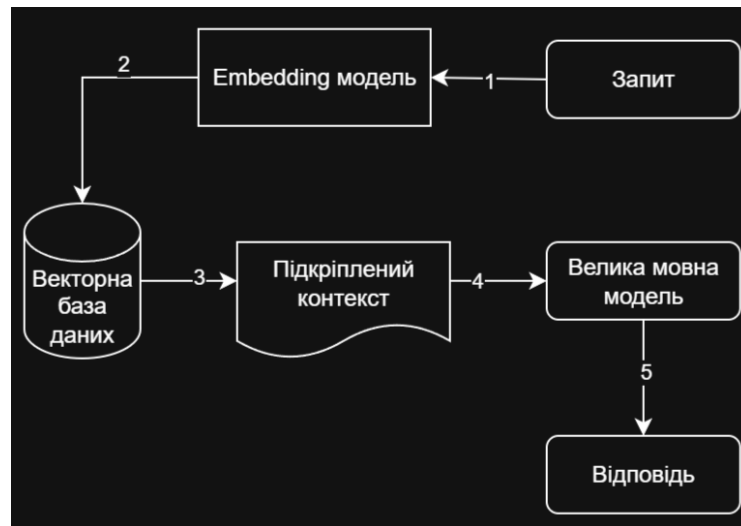 2
Embedding модель
1
Запит
Векторна
база
даних
3
Підкріплений
контекст
4
Велика мовна
модель
5
Відповідь